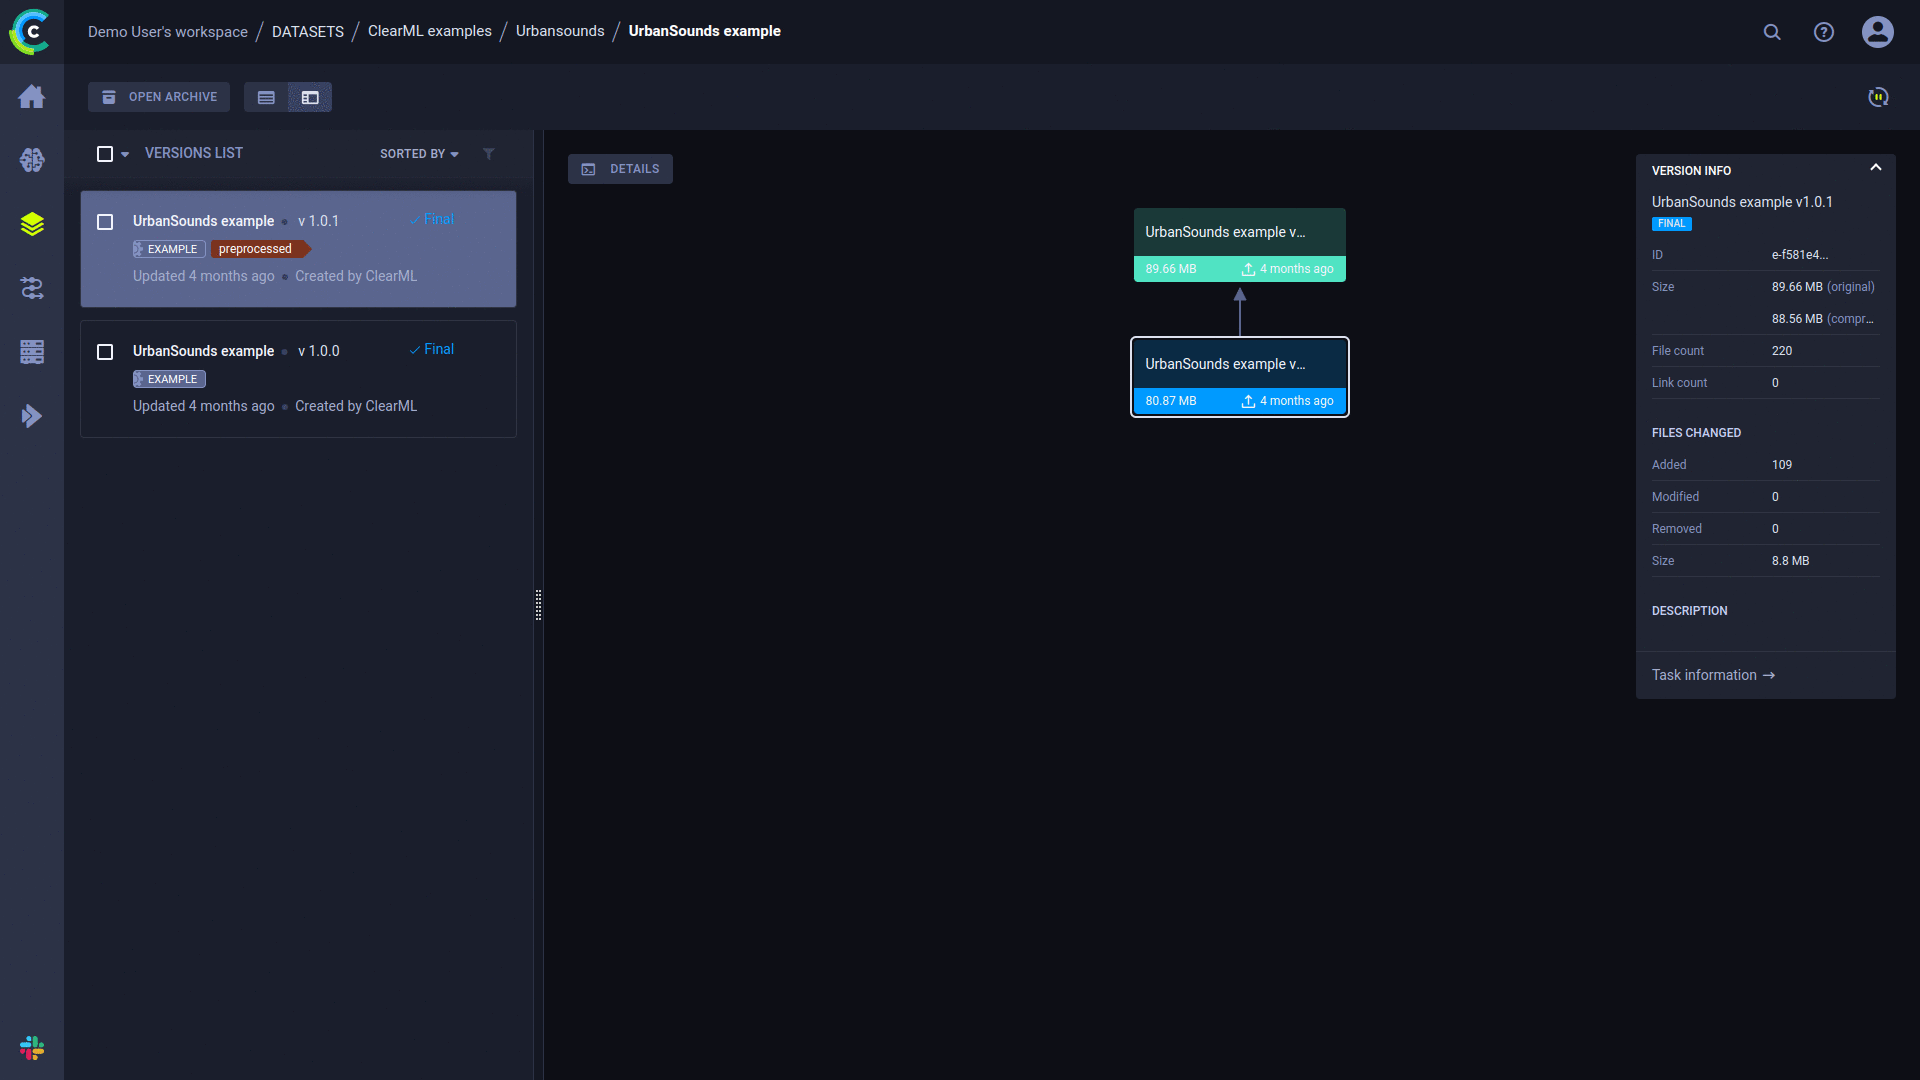 Demo User's workspace / DATASETS / ClearML examples / Urbansounds / UrbanSounds example
OPEN ARCHIVE
VERSIONS LIST
SORTED BY
UrbanSounds example • v 1.0.1
Final
EXAMPLE
preprocessed
Updated 4 months ago • Created by ClearML
UrbanSounds example • v 1.0.0
Final
EXAMPLE
Updated 4 months ago • Created by ClearML
DETAILS
UrbanSounds example v...
89.66 MB
4 months ago
UrbanSounds example v...
80.87 MB
4 months ago
VERSION INFO
UrbanSounds example v1.0.1
FINAL
ID e-f581e4...
Size 89.66 MB (original)
88.56 MB (compr...
File count 220
Link count 0
FILES CHANGED
Added 109
Modified 0
Removed 0
Size 8.8 MB
DESCRIPTION
Task information →